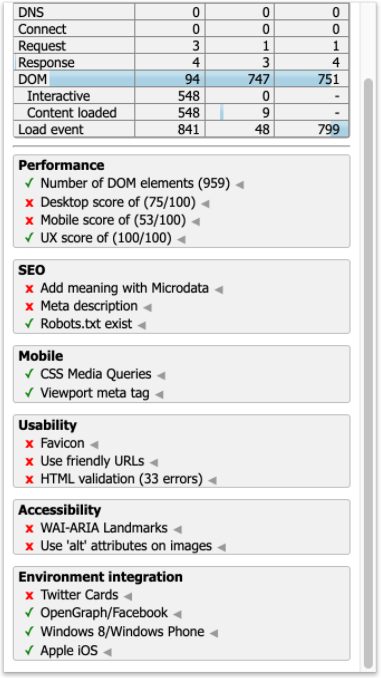 DNS 0 0 0
Connect 0 0 0
Request 3 1 1
Response 4 3 4
DOM 94 747 751
Interactive 548 0 -
Content loaded 548 9 -
Load event 841 48 799
Performance
✓ Number of DOM elements (959) ◀
x Desktop score of (75/100) ◀
x Mobile score of (53/100) ◀
✓ UX score of (100/100) ◀
SEO
x Add meaning with Microdata ◀
x Meta description ◀
✓ Robots.txt exist ◀
Mobile
✓ CSS Media Queries ◀
✓ Viewport meta tag ◀
Usability
x Favicon ◀
x Use friendly URLs ◀
x HTML validation (33 errors) ◀
Accessibility
x WAI-ARIA Landmarks ◀
x Use 'alt' attributes on images ◀
Environment integration
x Twitter Cards ◀
✓ OpenGraph/Facebook ◀
✓ Windows 8/Windows Phone ◀
✓ Apple iOS ◀